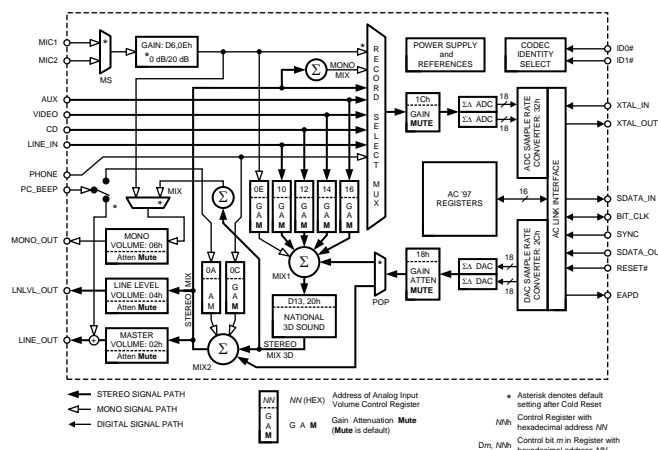 MIC1
MIC2
*
MS
GAIN: D6,0Eh
*
0 dB/20 dB
AUX
VIDEO
CD
LINE_IN
PHONE
PC_BEEP
*
MIX
*
Σ
Σ
MONO
MIX
*
RECORD SELECT MUX
POWER SUPPLY
and
REFERENCES
CODEC
IDENTITY
SELECT
ID0#
ID1#
1Ch
GAIN
MUTE
ΣΔ ADC
ΣΔ ADC
18
18
ADC SAMPLE RATE
CONVERTER: 32h
AC LINK INTERFACE
XTAL_IN
XTAL_OUT
AC '97
REGISTERS
16
SDATA_IN
BIT_CLK
SYNC
SDATA_OU
RESET#
EAPD
0E
G
A
M
10
G
A
M
12
G
A
M
14
G
A
M
16
G
A
M
MONO_OUT
MONO
VOLUME: 06h
Atten Mute
0A
A
M
0C
G
A
M
Σ
MIX1
*
POP
18h
GAIN
ATTEN
MUTE
ΣΔ DAC
ΣΔ DAC
18
18
DAC SAMPLE RATE
CONVERTER: 2Ch
LNLVL_OUT
LINE LEVEL
VOLUME: 04h
Atten Mute
STEREO MIX
D13, 20h
NATIONAL
3D SOUND
LINE_OUT
+
MASTER
VOLUME: 02h
Atten Mute
Σ
MIX2
STEREO
MIX 3D
STEREO SIGNAL PATH
MONO SIGNAL PATH
DIGITAL SIGNAL PATH
NN
G
A
M
NN (HEX)
Address of Analog Input
Volume Control Register
G A M
Gain Attenuation Mute
(Mute is default)
*
Asterisk denotes default
setting after Cold Reset
NNh
Control Register with
hexadecimal address NN
Dm, NNh
Control bit m in Register with
hexadecimal address NN